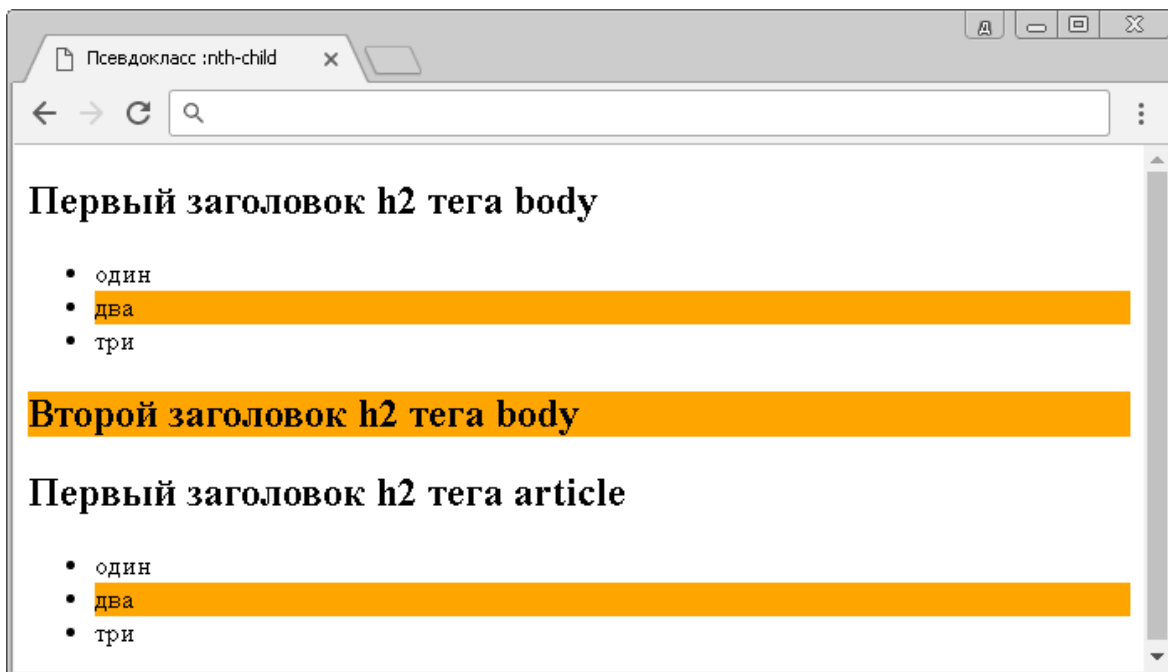 Д
Псевдокласс :nth-child
Первый заголовок h2 тега body
один
два
три
Второй заголовок h2 тега body
Первый заголовок h2 тега article
один
два
три